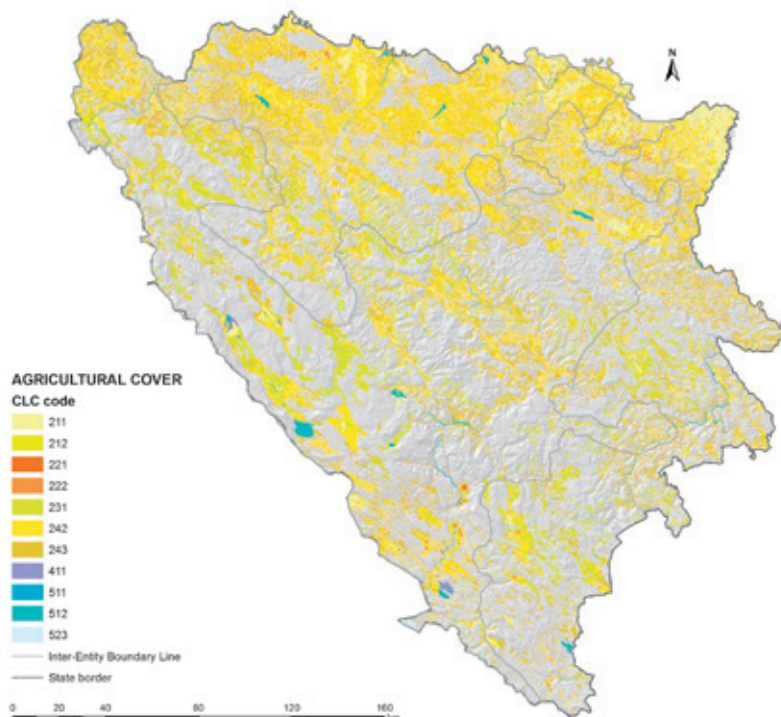 N
AGRICULTURAL COVER
CLC code
211
212
221
222
231
242
243
411
511
512
523
Inter-Entity Boundary Line
State border
0 20 40 80 120 160